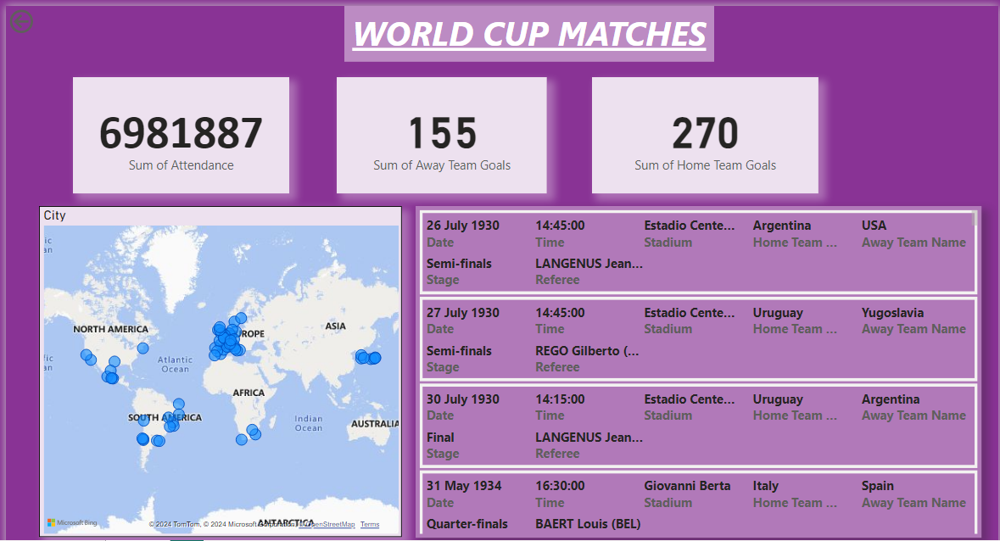 WORLD CUP MATCHES
6981887
Sum of Attendance
155
Sum of Away Team Goals
270
Sum of Home Team Goals
City
NORTH AMERICA
ASIA
Atlantic
Ocean
AFRICA
SOUTH AMERICA
Indian
Ocean
AUSTRALIA
ANTARCTICA
Microsoft Bing
© 2024 TomTom, © 2024 Microsoft Corporation, © OpenStreetMap Terms
26 July 1930 14:45:00 Estadio Cente... Argentina USA
Date Time Stadium Home Team ... Away Team Name
Semi-finals LANGENUS Jean...
Stage Referee
27 July 1930 14:45:00 Estadio Cente... Uruguay Yugoslavia
Date Time Stadium Home Team ... Away Team Name
Semi-finals REGO Gilberto (...
Stage Referee
30 July 1930 14:15:00 Estadio Cente... Uruguay Argentina
Date Time Stadium Home Team ... Away Team Name
Final LANGENUS Jean...
Stage Referee
31 May 1934 16:30:00 Giovanni Berta Italy Spain
Date Time Stadium Home Team ... Away Team Name
Quarter-finals BAERT Louis (BEL)